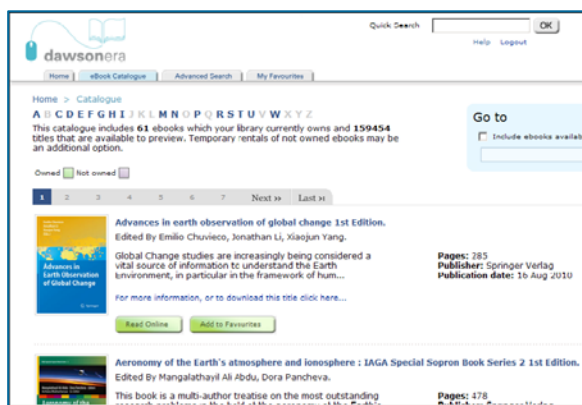 Quick Search OK
Help Logout
dawsonera
Home eBook Catalogue Advanced Search My Favourites
Home > Catalogue
A B C D E F G H I J K L M N O P Q R S T U V W X Y Z
This catalogue includes 61 ebooks which your library currently owns and 159454
titles that are available to preview. Temporary rentals of not owned ebooks may be
an additional option.
Go to
Include ebooks availab
Owned Not owned
1 2 3 4 5 6 7 Next » Last »|
Advances in earth observation of global change 1st Edition.
Edited By Emilio Chuvieco, Jonathan Li, Xiaojun Yang.
Advances in
Earth Observation
of Global Change
Springer
Global Change studies are increasingly being considered a
vital source of information to understand the Earth
Environment, in particular in the framework of hum...
Pages: 285
Publisher: Springer Verlag
Publication date: 16 Aug 2010
For more information, or to download this title click here...
Read Online Add to Favourites
Aeronomy of the Earth's atmosphere and ionosphere : IAGA Special Sopron Book Series 2 1st Edition.
Edited By Mangalathayil Ali Abdu, Dora Pancheva.
This book is a multi-author treatise on the most outstanding
Pages: 478